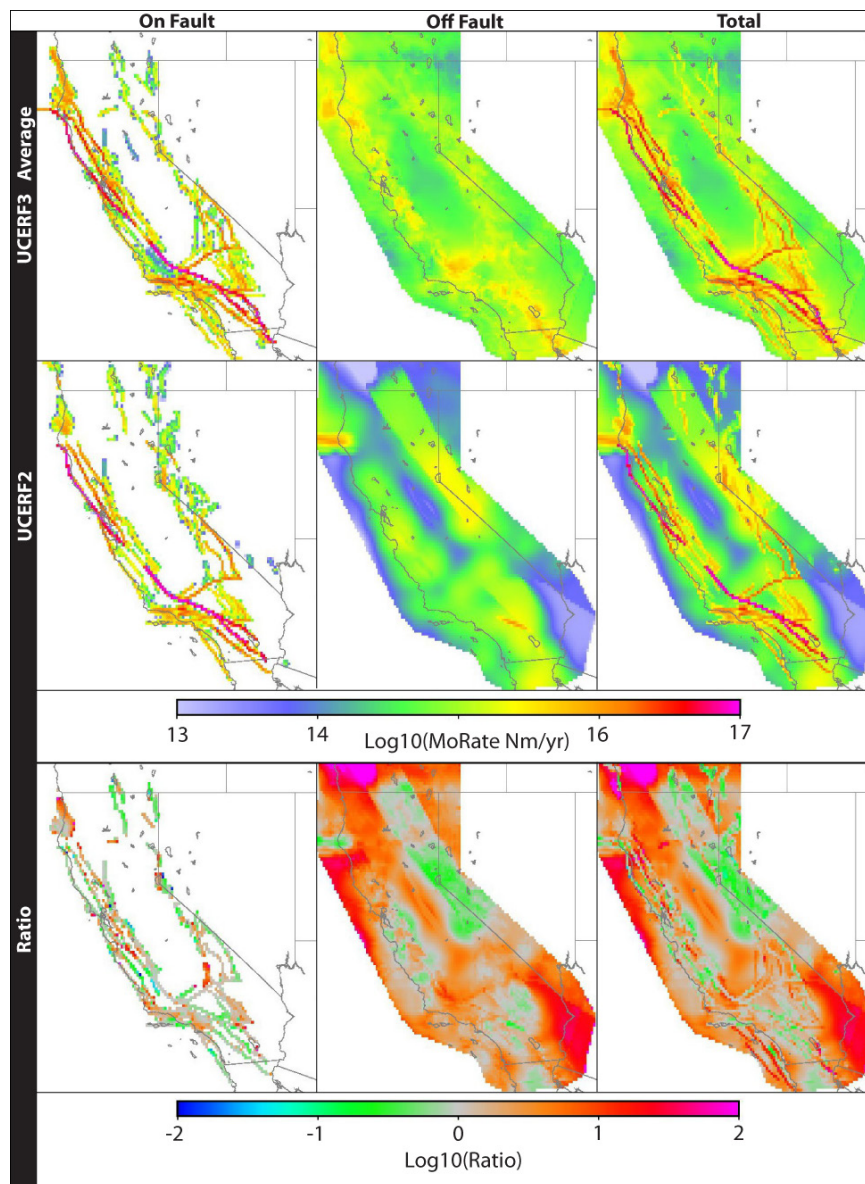 On Fault Off Fault Total
UCERF3 Average
UCERF2
13 14 16 17
Log10(MoRate Nm/yr)
Ratio
-2 -1 0 1 2
Log10(Ratio)